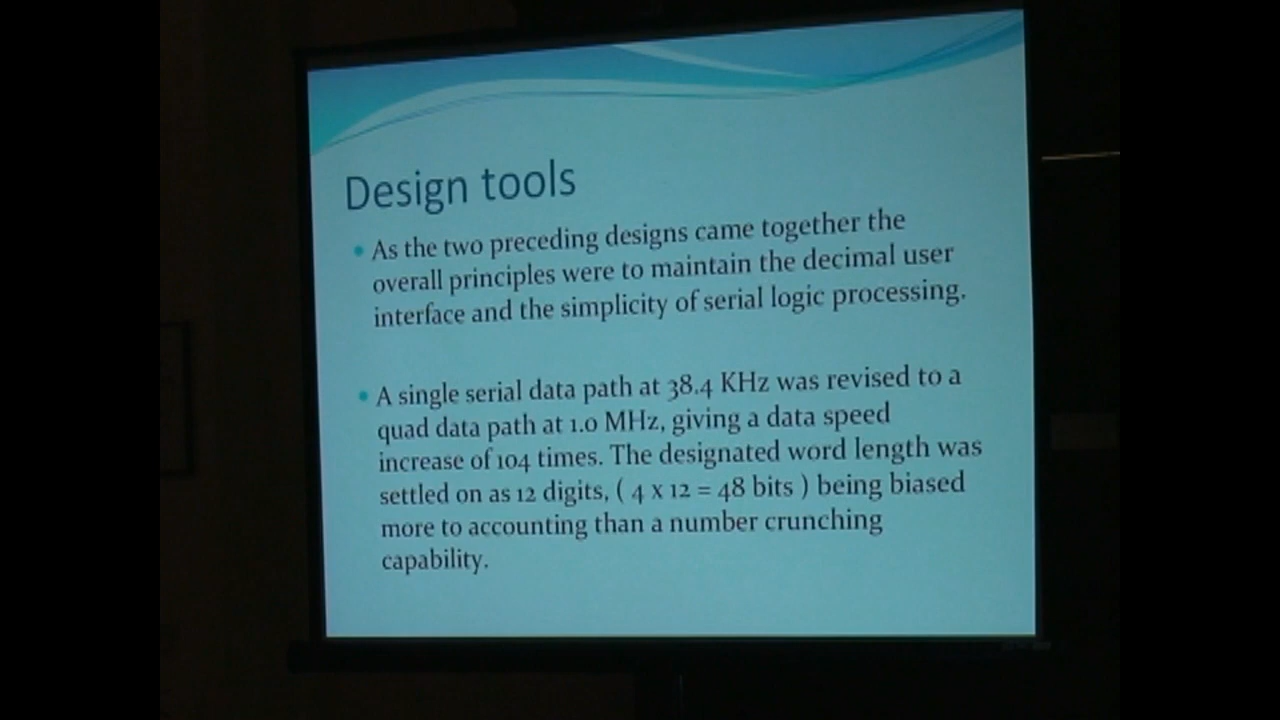 Design tools
As the two preceding designs came together the
overall principles were to maintain the decimal user
interface and the simplicity of serial logic processing.
A single serial data path at 38.4 KHz was revised to a
quad data path at 1.0 MHz, giving a data speed
increase of 104 times. The designated word length was
settled on as 12 digits, ( 4 x 12 = 48 bits ) being biased
more to accounting than a number crunching
capability.